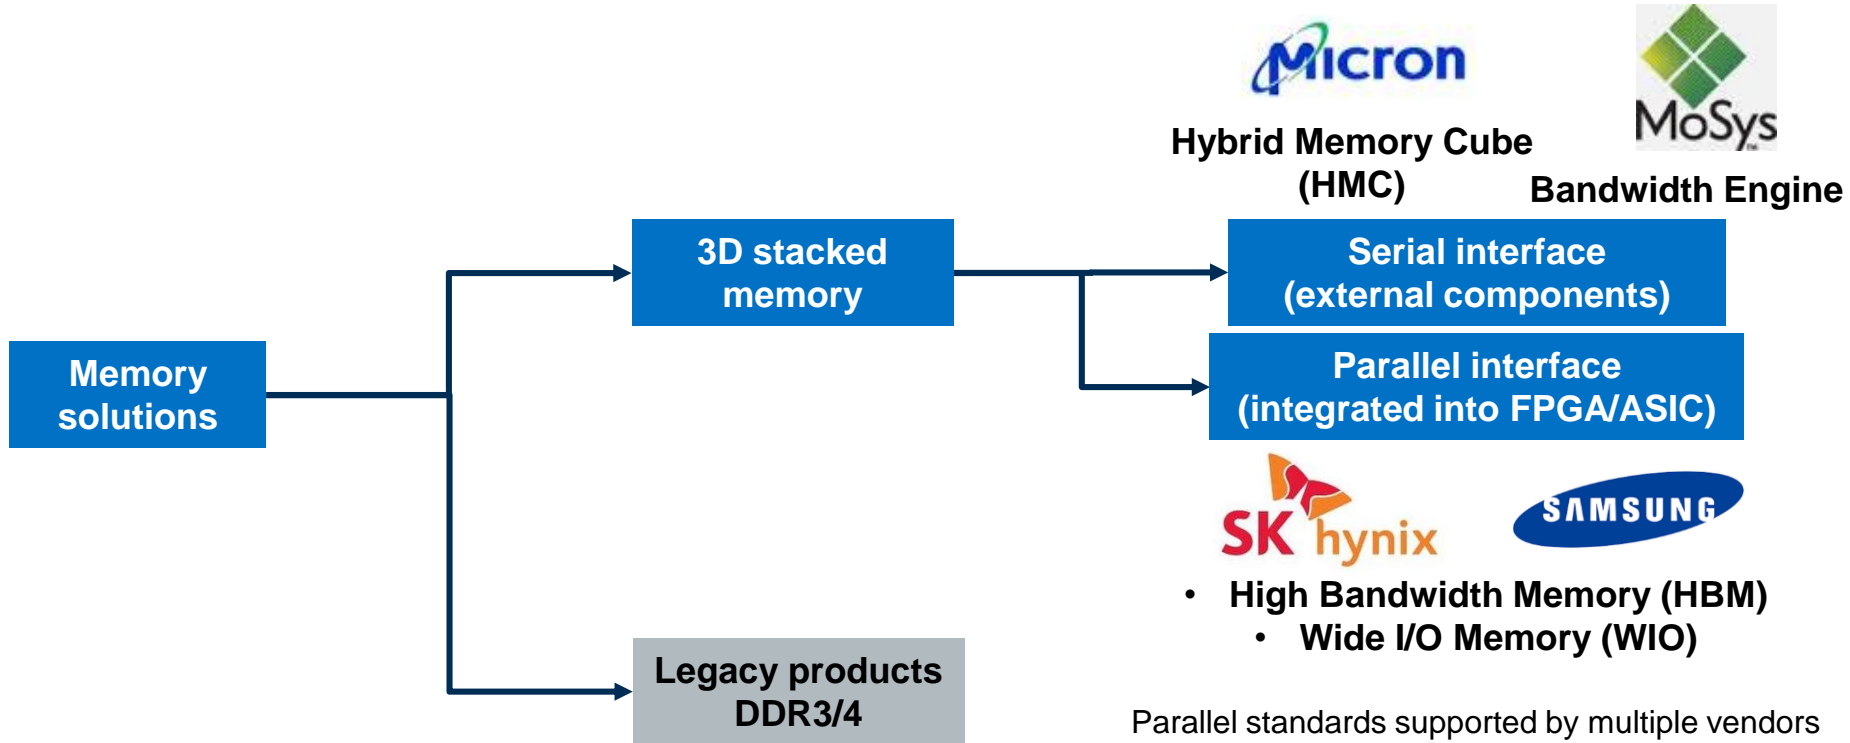 Micron
MoSys
Hybrid Memory Cube
(HMC)
Bandwidth Engine
3D stacked
memory
Serial interface
(external components)
Memory
solutions
Parallel interface
(integrated into FPGA/ASIC)
SK hynix
SAMSUNG
• High Bandwidth Memory (HBM)
• Wide I/O Memory (WIO)
Legacy products
DDR3/4
Parallel standards supported by multiple vendors